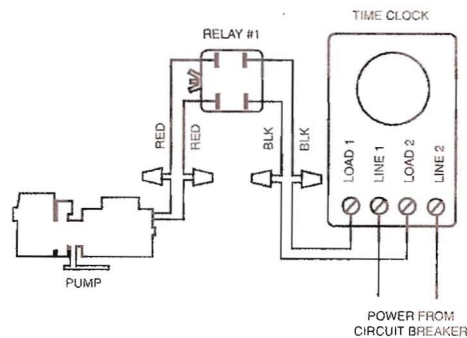 TIME CLOCK
RELAY #1
RED
RED
BLK
BLK
LOAD 1
LINE 1
LOAD 2
LINE 2
PUMP
POWER FROM
CIRCUIT BREAKER